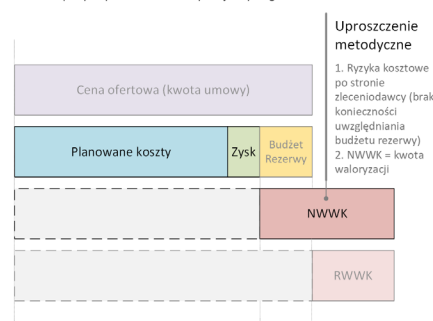 Uproszczenie
metodyczne
1. Ryzyka kosztowe
po stronie
zleceniodawcy (brak
konieczności
uwzględniania
budżetu rezerwy)
2. NWWK = kwota
waloryzacji
Cena ofertowa (kwota umowy)
Planowane koszty
Zysk
Budżet
Rezerwy
NWWK
RWWK